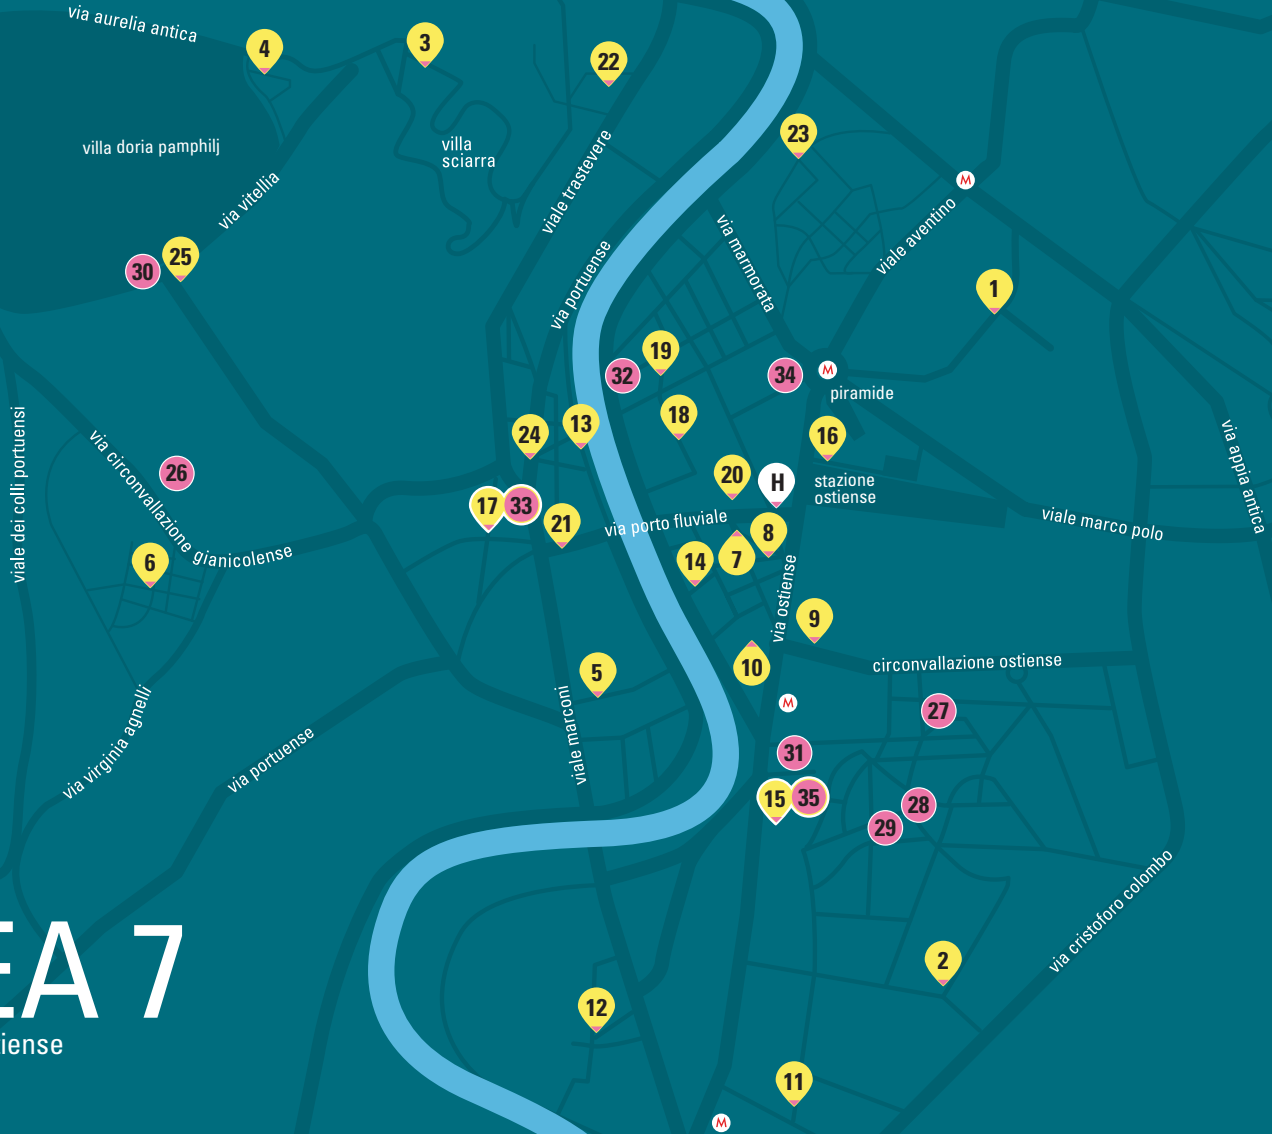 via aurelia antica
4
3
22
23
villa doria pamphilj
villa
sciarra
viale trastevere
M
via vitellia
via marmorata
viale aventino
30
25
via portuense
1
19
32
34
M
piramide
viale dei colli portuensi
via circonvallazione gianicolense
24
13
18
16
via appia antica
26
20
H
stazione
ostiense
17
33
21
via porto fluviale
8
viale marco polo
6
14
7
via ostiense
9
5
10
circonvallazione ostiense
via virginia agnelli
via portuense
viale marconi
M
27
31
15
35
28
29
via cristoforo colombo
EA 7
iense
2
12
11
M